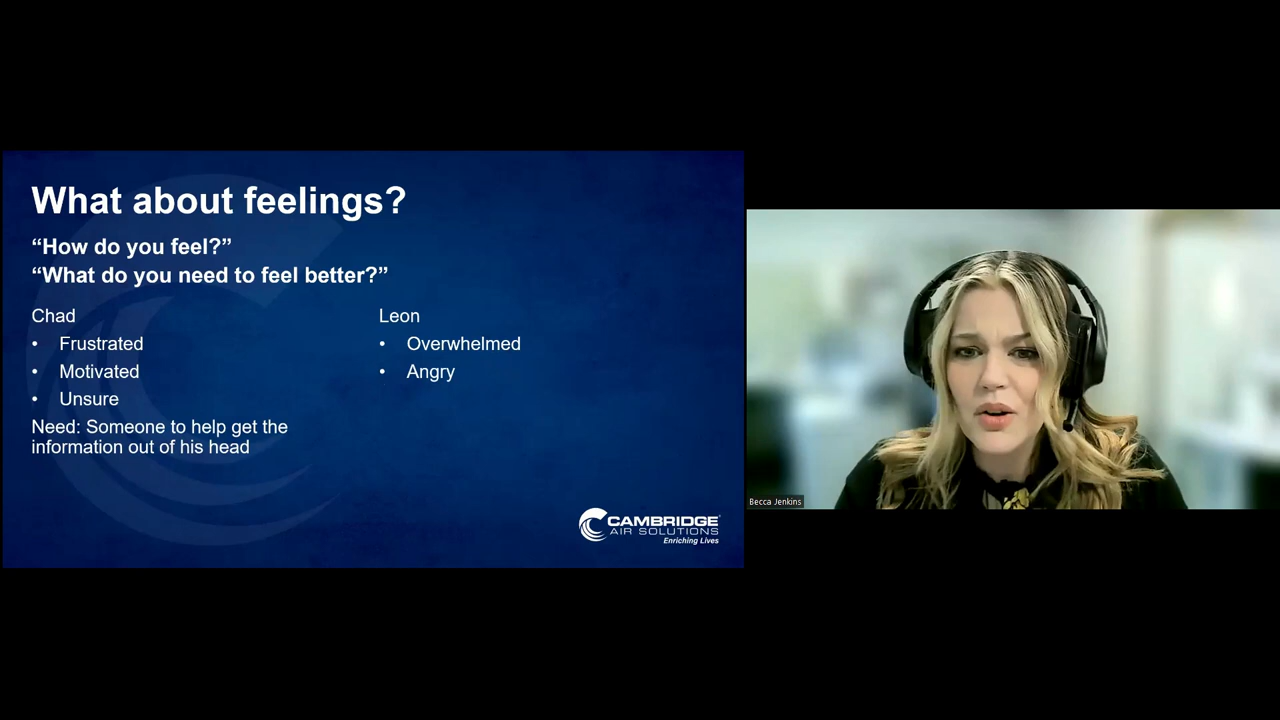 What about feelings?
“How do you feel?”
“What do you need to feel better?”
Chad
• Frustrated
• Motivated
• Unsure
Need: Someone to help get the
information out of his head
Leon
• Overwhelmed
• Angry
CAMBRIDGE
AIR SOLUTIONS
Enriching Lives
Becca Jenkins